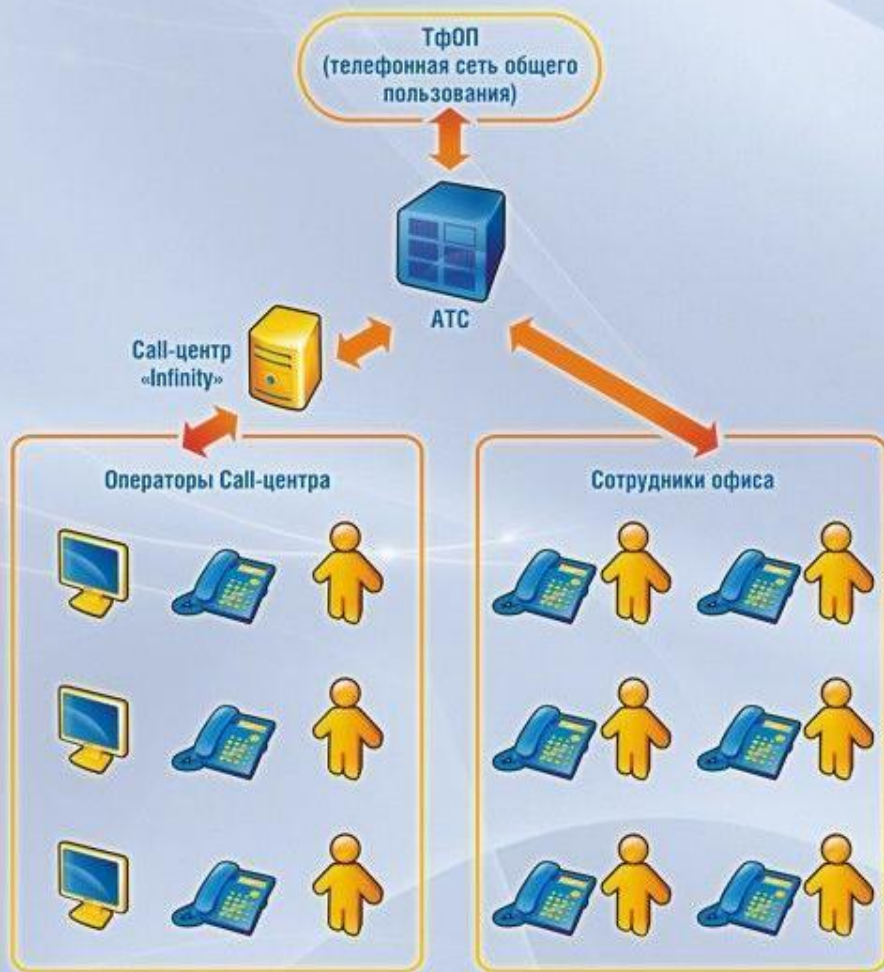 ТфОП
(телефонная сеть общего
пользования)
АТС
Call-центр
«Infinity»
Операторы Call-центра
Сотрудники офиса